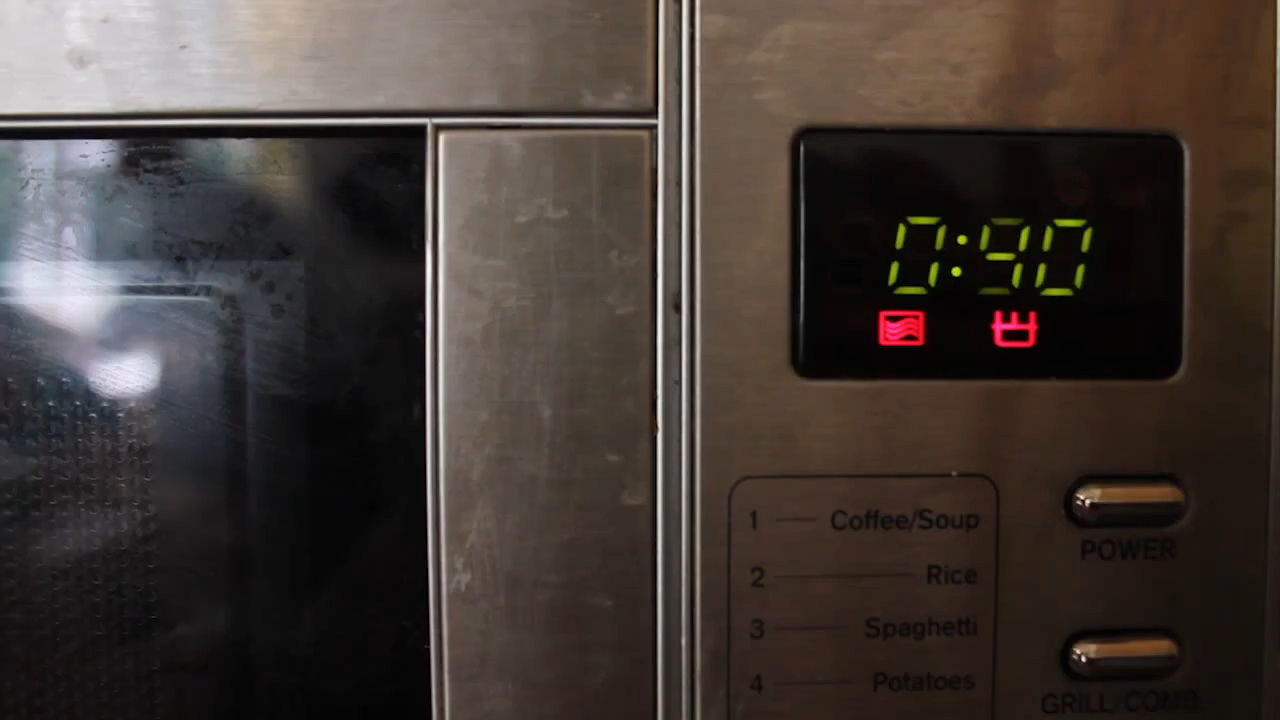 0:90
1 Coffee/Soup
POWER
2 Rice
3 Spaghetti
4 Potatoes
GRILL/COMB.